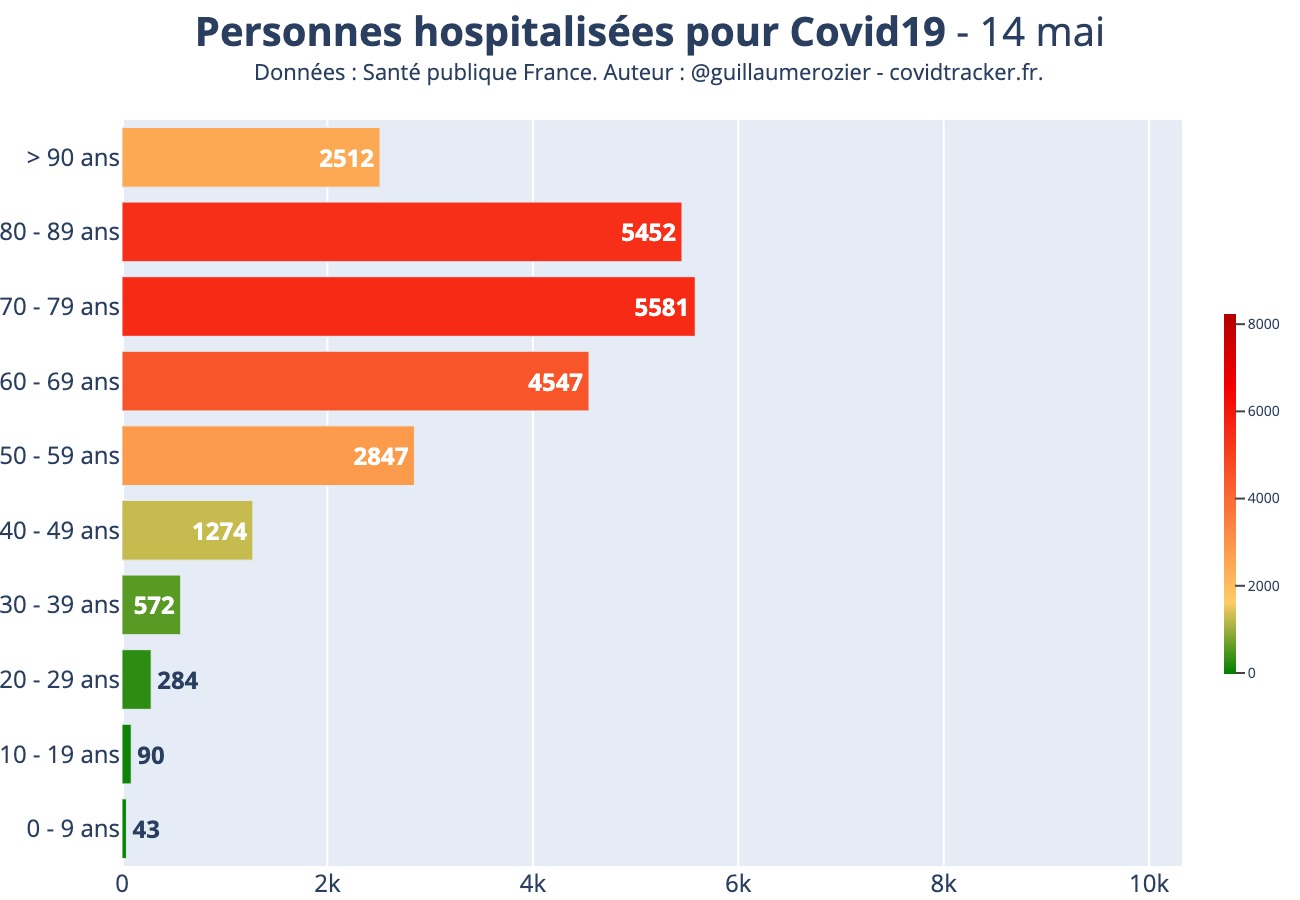 Personnes hospitalisées pour Covid19 - 14 mai
Données : Santé publique France. Auteur : @guillaumerozier - covidtracker.fr.
> 90 ans 2512
80 - 89 ans 5452
70 - 79 ans 5581
60 - 69 ans 4547
50 - 59 ans 2847
40 - 49 ans 1274
30 - 39 ans 572
20 - 29 ans 284
10 - 19 ans 90
0 - 9 ans 43
0 2k 4k 6k 8k 10k
8000
6000
4000
2000
0